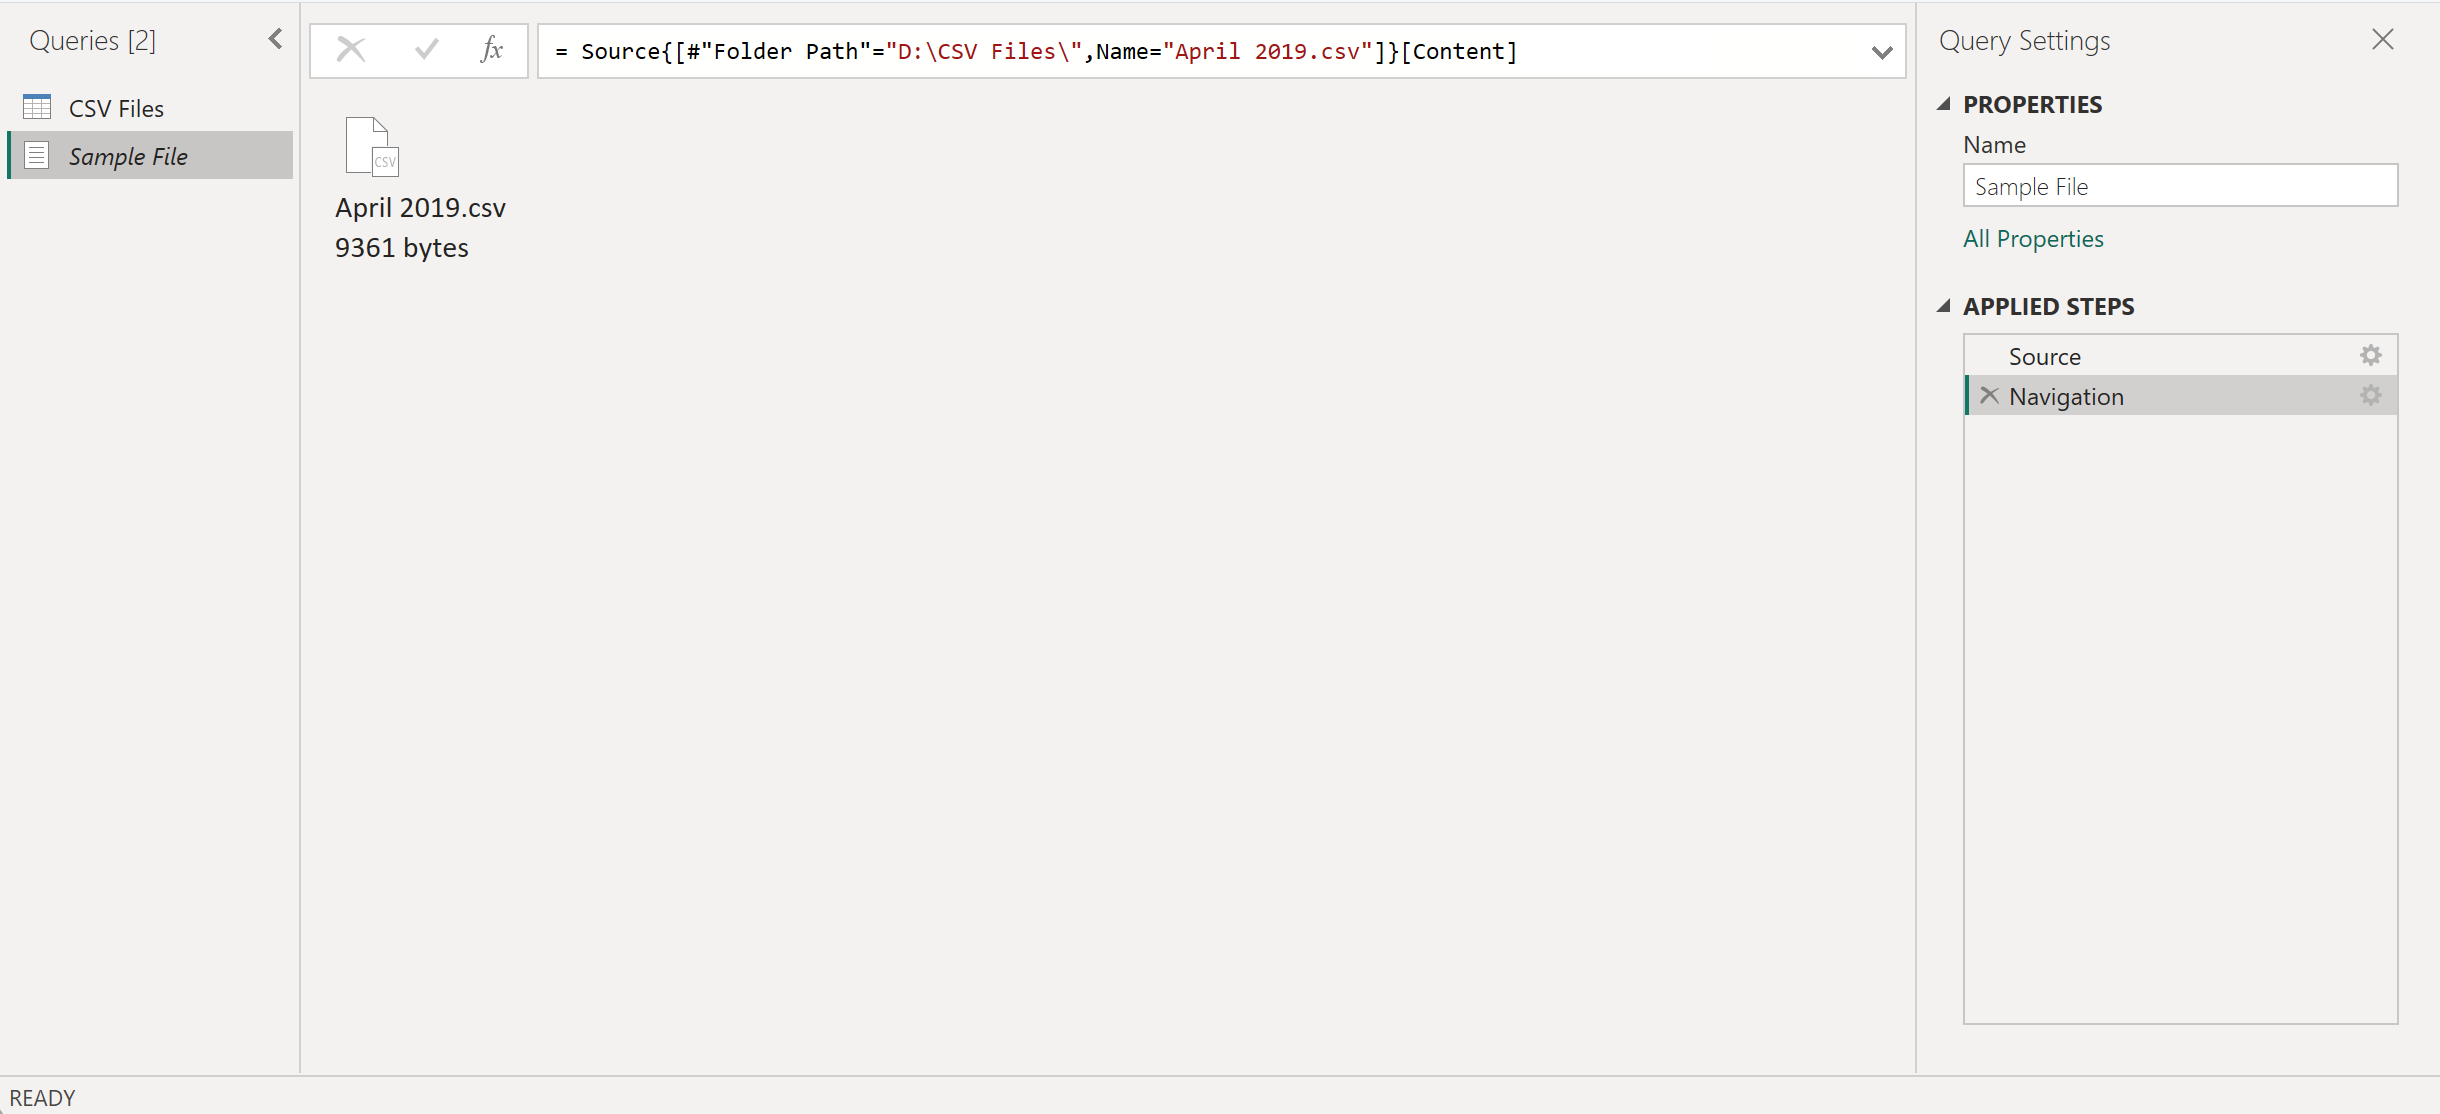 Queries [2]
CSV Files
Sample File
fx
= Source{[#"Folder Path"="D:\CSV Files\",Name="April 2019.csv"]}[Content]
CSV
April 2019.csv
9361 bytes
Query Settings
PROPERTIES
Name
Sample File
All Properties
APPLIED STEPS
Source
Navigation
READY